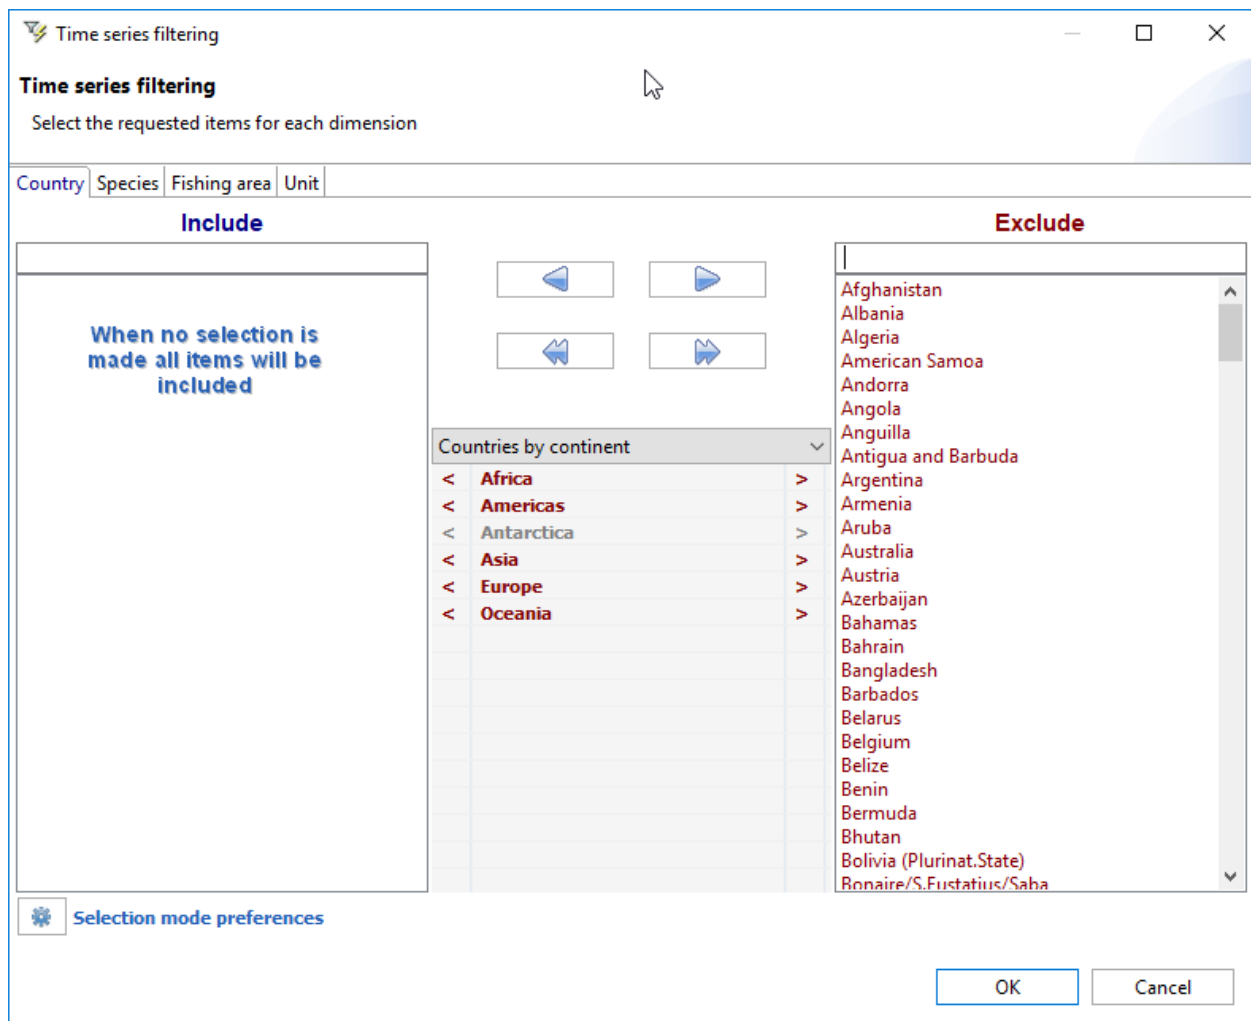 Time series filtering
Time series filtering
Select the requested items for each dimension
Country
Species
Fishing area
Unit
Include
When no selection is
made all items will be
included
Countries by continent
< Africa >
< Americas >
< Antarctica >
< Asia >
< Europe >
< Oceania >
Exclude
Afghanistan
Albania
Algeria
American Samoa
Andorra
Angola
Anguilla
Antigua and Barbuda
Argentina
Armenia
Aruba
Australia
Austria
Azerbaijan
Bahamas
Bahrain
Bangladesh
Barbados
Belarus
Belgium
Belize
Benin
Bermuda
Bhutan
Bolivia (Plurinat.State)
Bonaire/S.Eustatius/Saba
Selection mode preferences
OK
Cancel